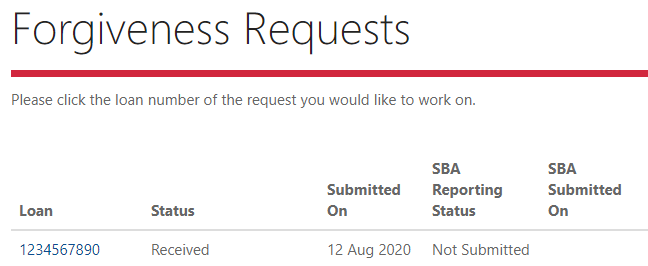 Forgiveness Requests
Please click the loan number of the request you would like to work on.
SBA SBA
Submitted Reporting Submitted
Loan Status On Status On
1234567890 Received 12 Aug 2020 Not Submitted